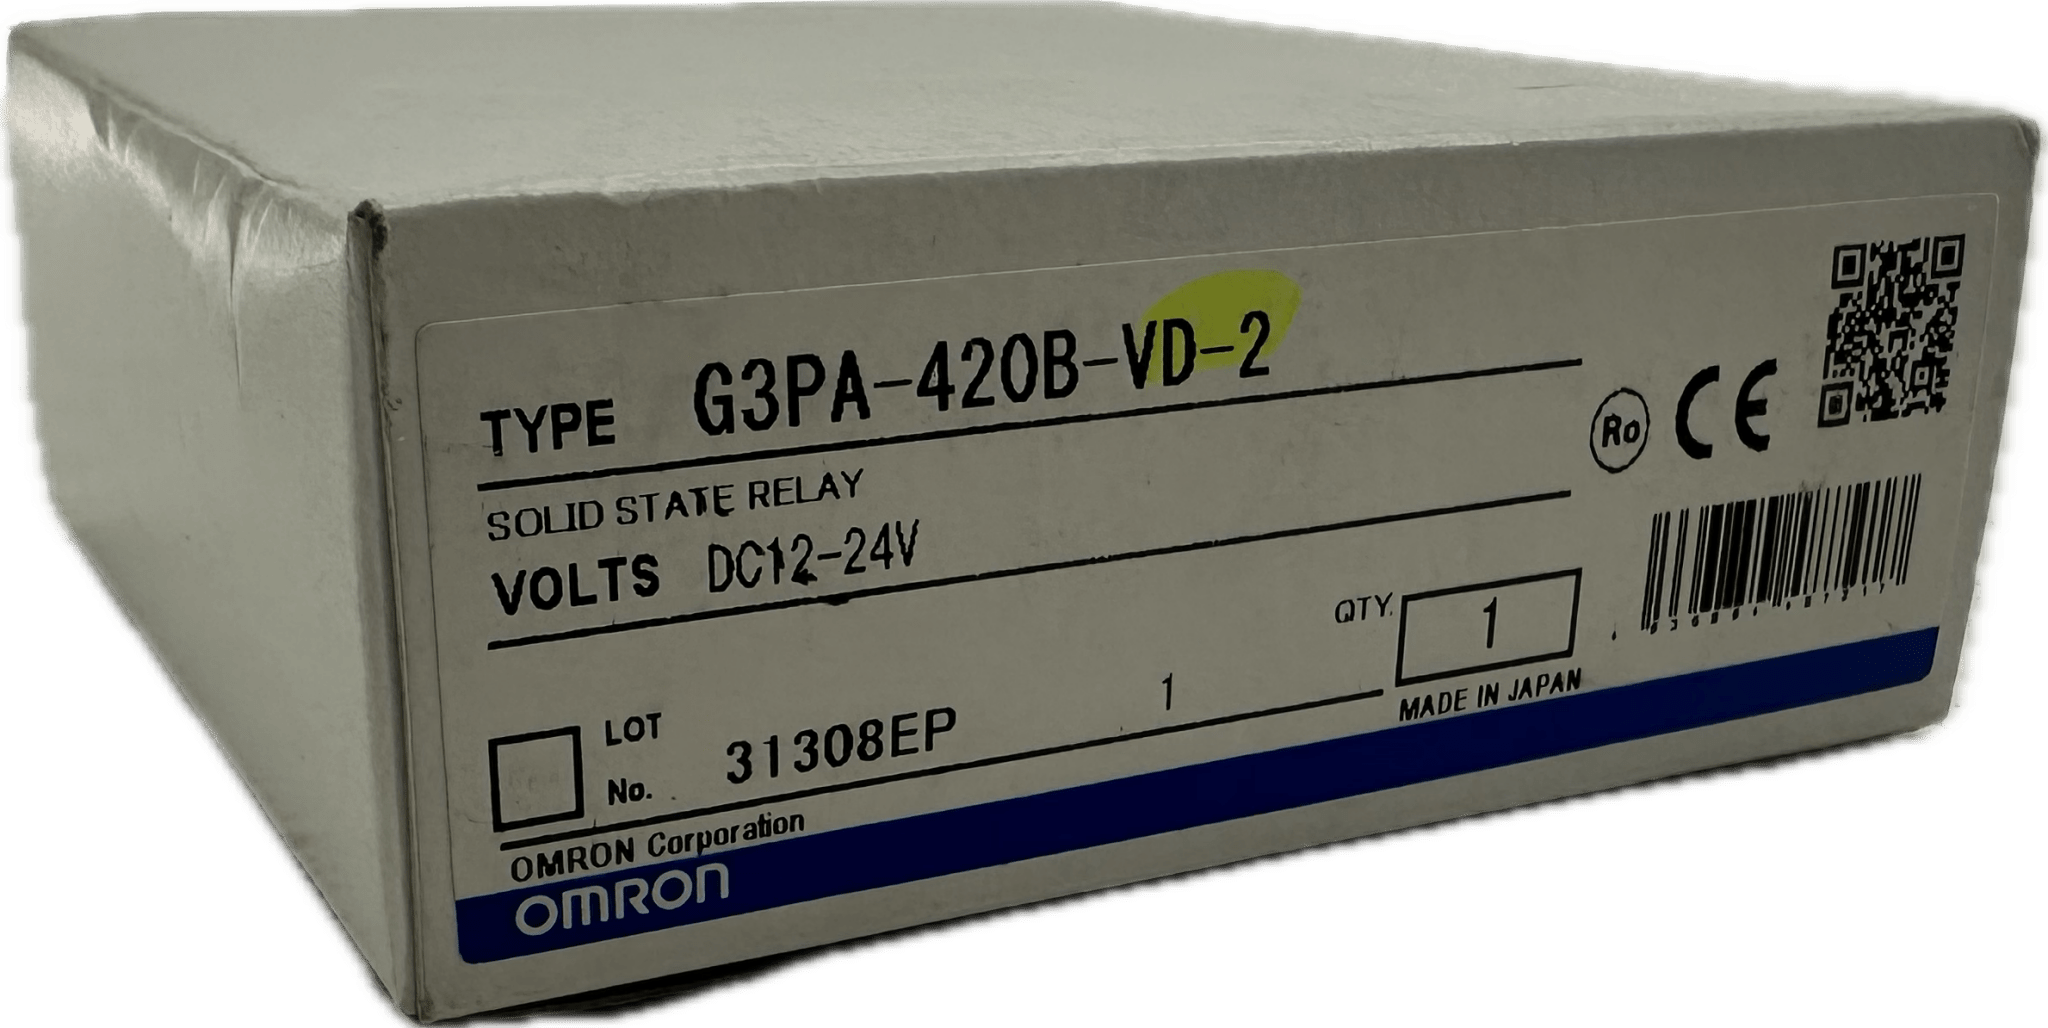 TYPE G3PA-420B-VD-2
SOLID STATE RELAY
VOLTS DC12-24V
Ro CE
QTY. 1
LOT No. 31308EP 1
MADE IN JAPAN
OMRON Corporation
OMRON